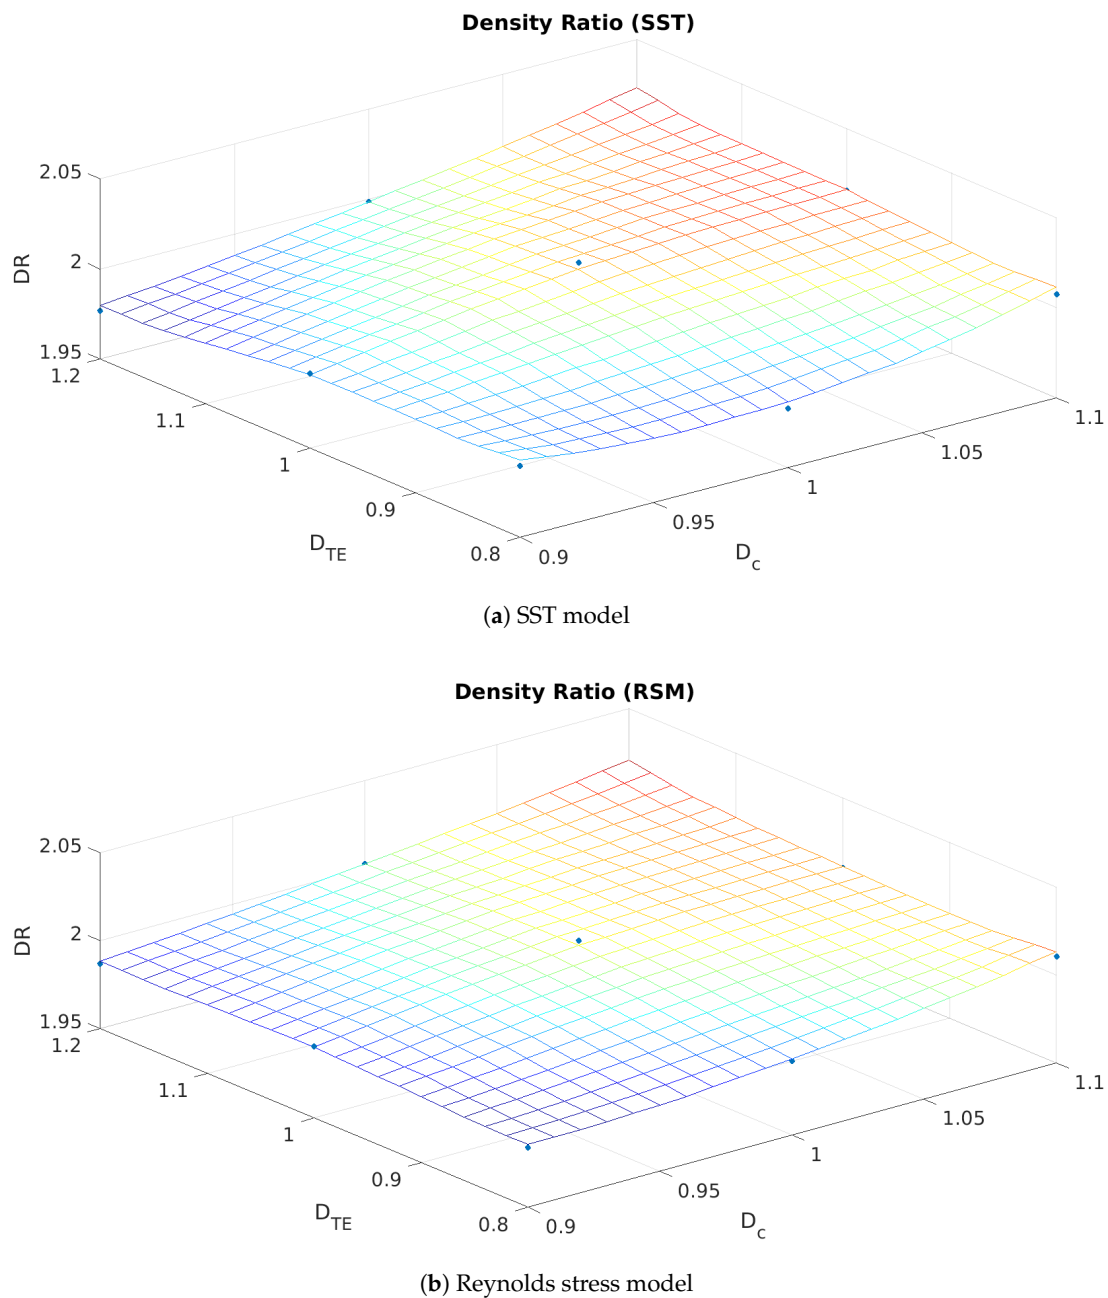 Density Ratio (SST)
2.05
2
1.95
DR
1.2
1.1
1
0.9
0.8
D_TE
0.9
0.95
1
1.05
1.1
D_c
(a) SST model
Density Ratio (RSM)
2.05
2
1.95
DR
1.2
1.1
1
0.9
0.8
D_TE
0.9
0.95
1
1.05
1.1
D_c
(b) Reynolds stress model